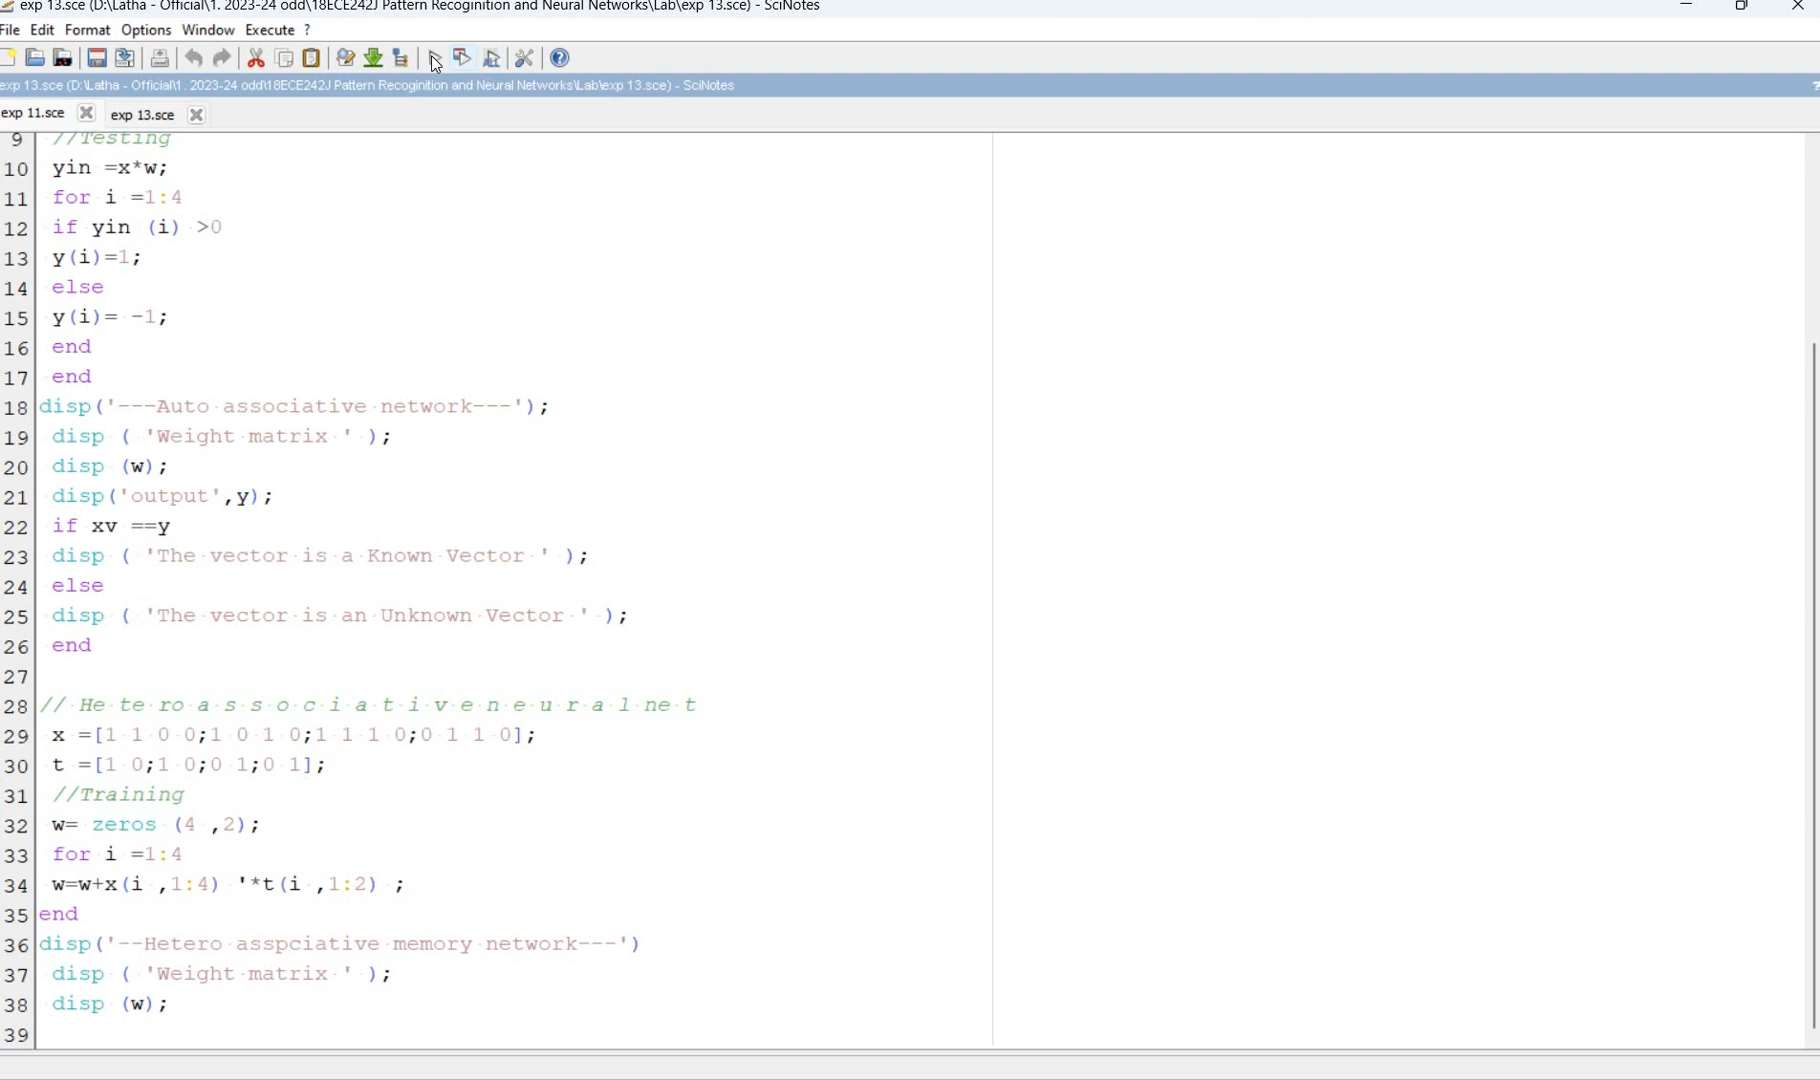 exp 13.sce (D:\Latha - Official\1. 2023-24 odd\18ECE242J Pattern Recoginition and Neural Networks\Lab\exp 13.sce) - SciNotes
File Edit Format Options Window Execute ?
exp 13.sce (D:\Latha - Official\1. 2023-24 odd\18ECE242J Pattern Recoginition and Neural Networks\Lab\exp 13.sce) - SciNotes ?
exp 11.sce exp 13.sce
9 //Testing
10 yin =x*w;
11 for i =1:4
12 if yin (i) >0
13 y(i)=1;
14 else
15 y(i)= -1;
16 end
17 end
18 disp('---Auto associative network---');
19 disp ( 'Weight matrix ' );
20 disp (w);
21 disp('output',y);
22 if xv ==y
23 disp ( 'The vector is a Known Vector ' );
24 else
25 disp ( 'The vector is an Unknown Vector ' );
26 end
27
28 // He te ro a s s o c i a t i v e n e u r a l ne t
29 x =[1 1 0 0;1 0 1 0;1 1 1 0;0 1 1 0];
30 t =[1 0;1 0;0 1;0 1];
31 //Training
32 w= zeros (4 ,2);
33 for i =1:4
34 w=w+x(i ,1:4) '*t(i ,1:2) ;
35 end
36 disp('--Hetero asspciative memory network---')
37 disp ( 'Weight matrix ' );
38 disp (w);
39